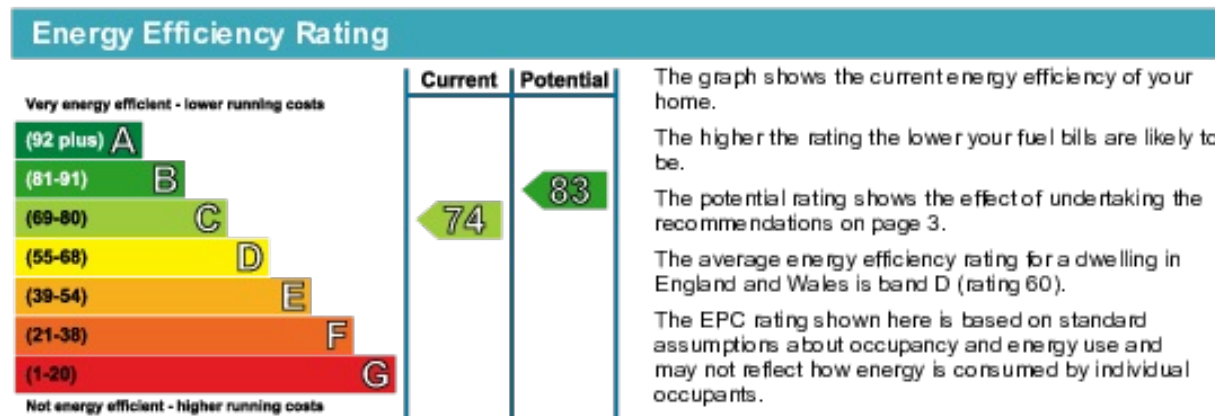 Energy Efficiency Rating
Current Potential
Very energy efficient - lower running costs
(92 plus) A
(81-91) B
(69-80) C
(55-68) D
(39-54) E
(21-38) F
(1-20) G
Not energy efficient - higher running costs
74
83
The graph shows the current energy efficiency of your
home.
The higher the rating the lower your fuel bills are likely to
be.
The potential rating shows the effect of undertaking the
recommendations on page 3.
The average energy efficiency rating for a dwelling in
England and Wales is band D (rating 60).
The EPC rating shown here is based on standard
assumptions about occupancy and energy use and
may not reflect how energy is consumed by individual
occupants.